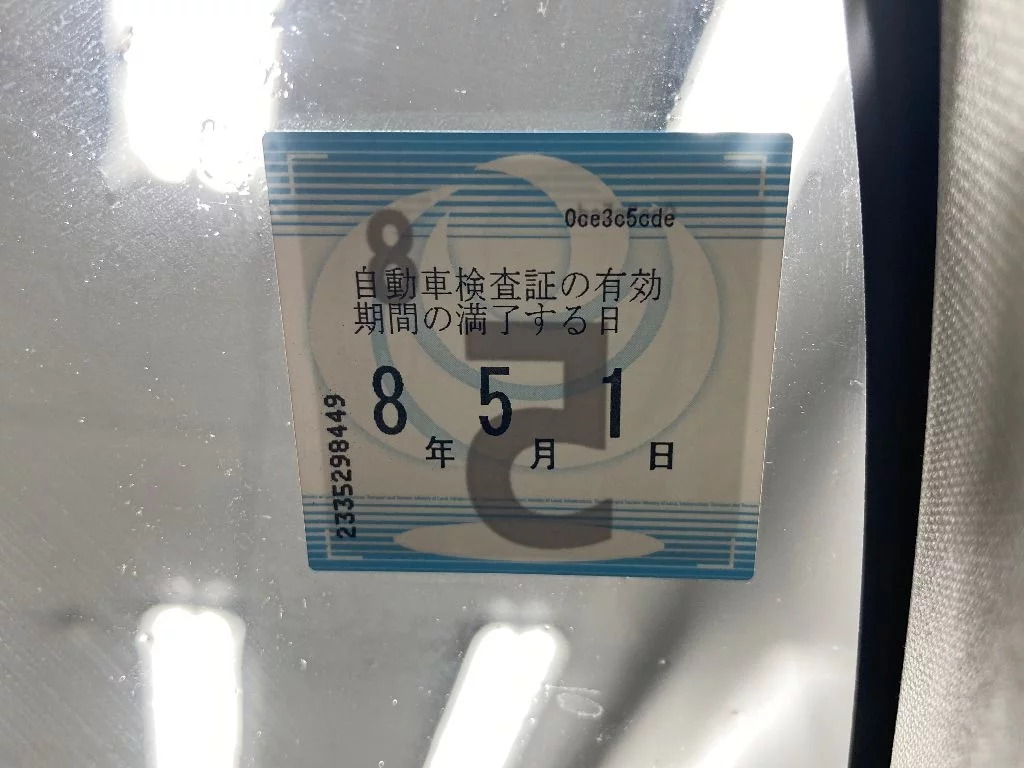 0ce3c5cde
自動車検査証の有効
期間の満了する日
8年 5月 1日
2335298449
8
5